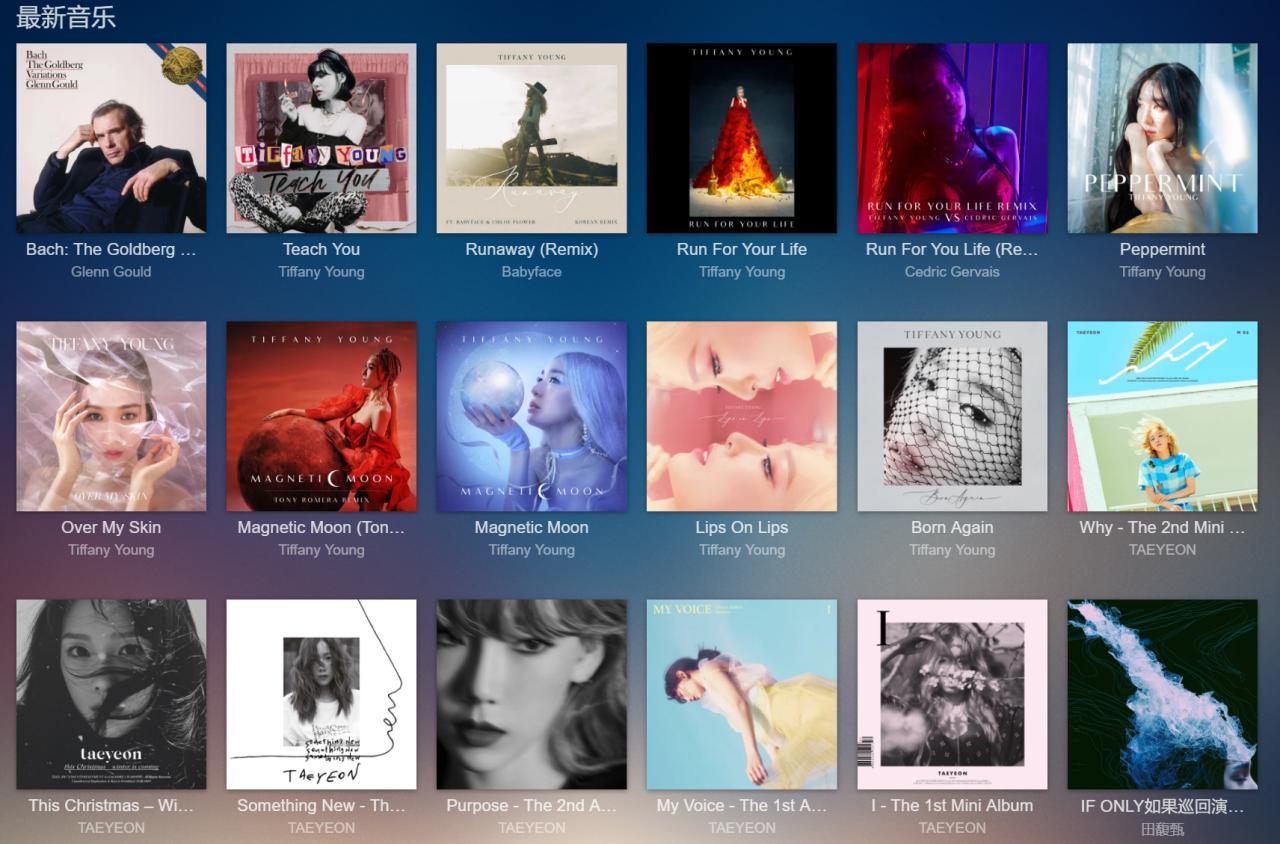 最新音乐
Bach
The Goldberg
Variations
Glenn Gould
TIFFANY YOUNG
Teach You
TIFFANY YOUNG
Runaway
FT. BABYFACE & CHLOE FLOWER
KOREAN REMIX
TIFFANY YOUNG
RUN FOR YOUR LIFE
RUN FOR YOUR LIFE REMIX
TIFFANY YOUNG VS CEDRIC GERVAIS
PEPPERMINT
TIFFANY YOUNG
Bach: The Goldberg ...
Teach You
Runaway (Remix)
Run For Your Life
Run For You Life (Re...
Peppermint
Glenn Gould
Tiffany Young
Babyface
Tiffany Young
Cedric Gervais
Tiffany Young
TIFFANY YOUNG
OVER MY SKIN
TIFFANY YOUNG
MAGNETIC MOON
TONY ROMERA REMIX
TIFFANY YOUNG
MAGNETIC MOON
TIFFANY YOUNG
Lips on Lips
TIFFANY YOUNG
Born Again
TAEYEON
Why
Over My Skin
Magnetic Moon (Ton...
Magnetic Moon
Lips On Lips
Born Again
Why - The 2nd Mini ...
Tiffany Young
Tiffany Young
Tiffany Young
Tiffany Young
Tiffany Young
TAEYEON
taeyeon
this Christmas – winter is coming
something new
something new
something new
TAEYEON
MY VOICE
I
I
TAEYEON
This Christmas – Wi...
Something New - Th...
Purpose - The 2nd A...
My Voice - The 1st A...
I - The 1st Mini Album
IF ONLY如果巡回演...
TAEYEON
TAEYEON
TAEYEON
TAEYEON
TAEYEON
田馥甄